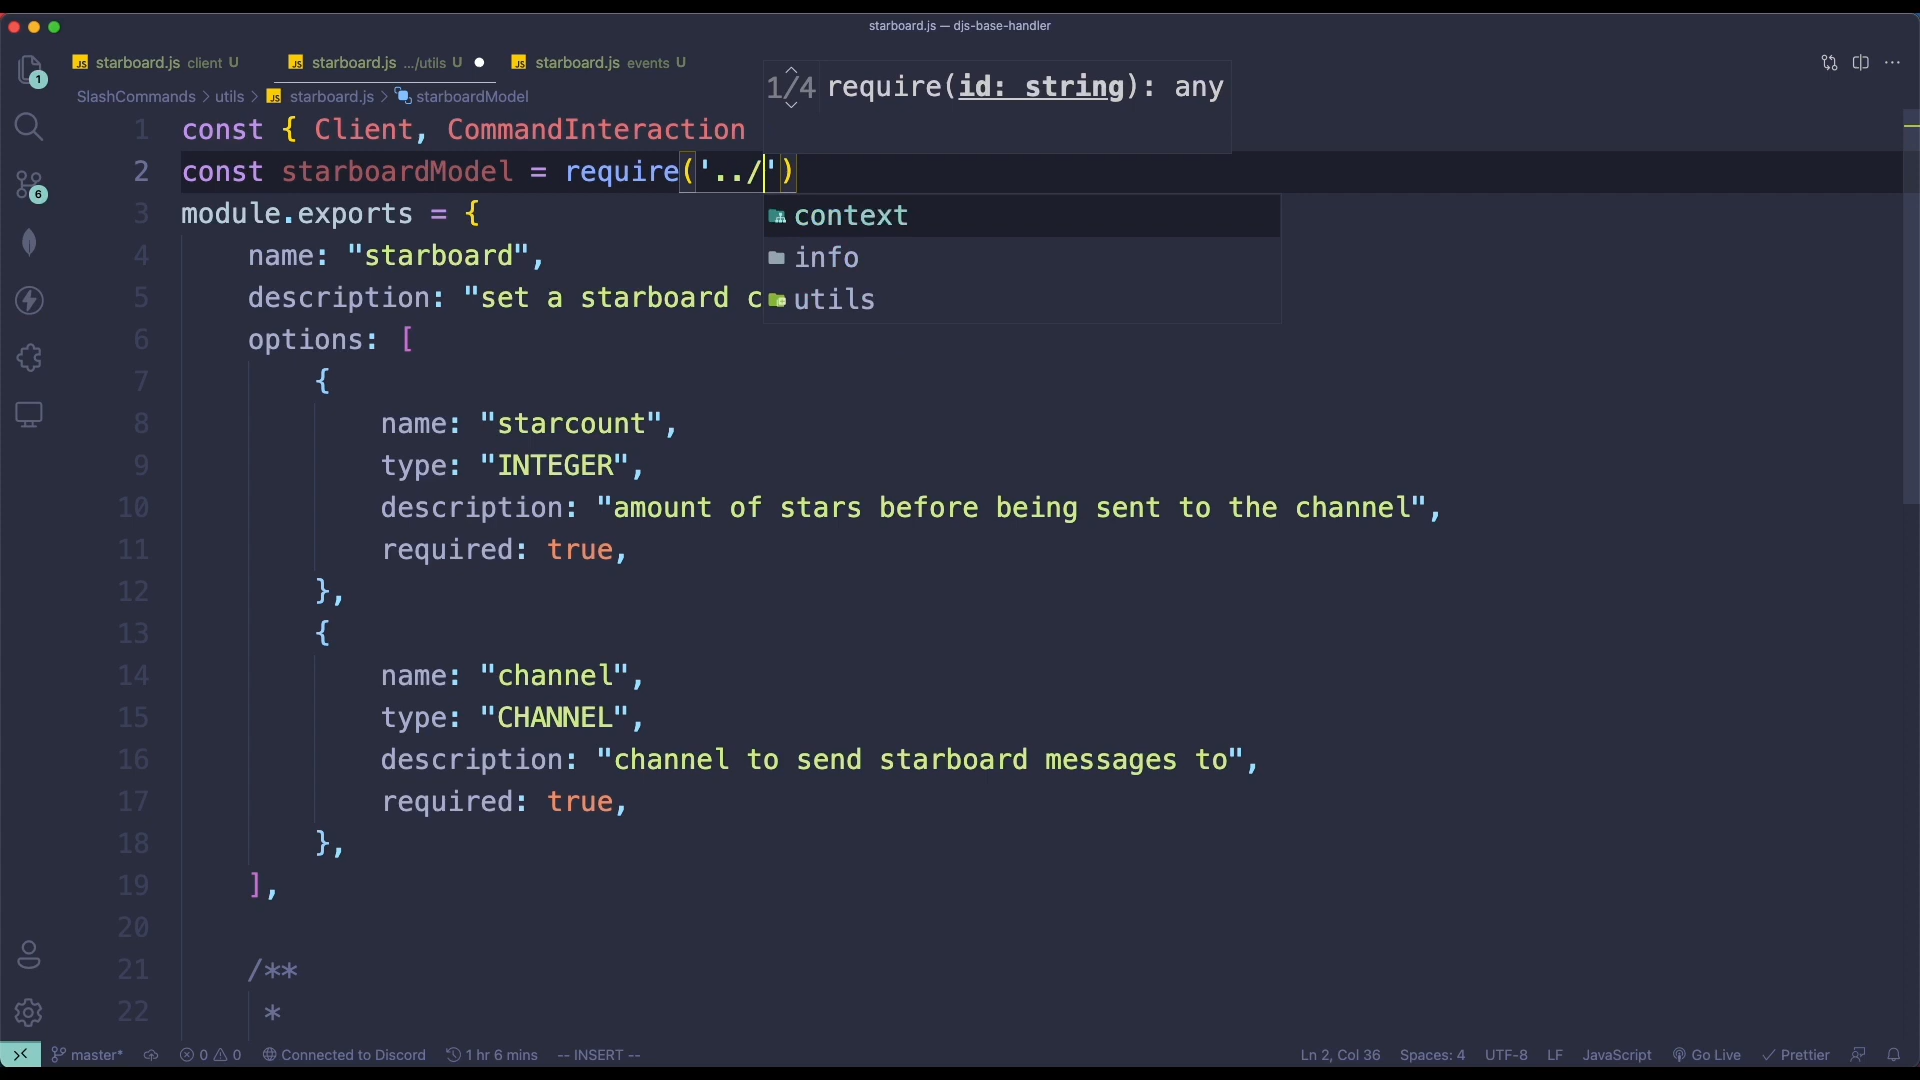 starboard.js — djs-base-handler
starboard.js client U
starboard.js .../utils U
starboard.js events U
SlashCommands > utils > starboard.js > starboardModel
1/4 require(id: string): any
1 const { Client, CommandInteraction
2 const starboardModel = require('../')
context
info
utils
3 module.exports = {
4 name: "starboard",
5 description: "set a starboard c
6 options: [
7 {
8 name: "starcount",
9 type: "INTEGER",
10 description: "amount of stars before being sent to the channel",
11 required: true,
12 },
13 {
14 name: "channel",
15 type: "CHANNEL",
16 description: "channel to send starboard messages to",
17 required: true,
18 },
19 ],
20
21 /**
22 *
1
6
master* 0 0 Connected to Discord 1 hr 6 mins -- INSERT -- Ln 2, Col 36 Spaces: 4 UTF-8 LF JavaScript Go Live Prettier